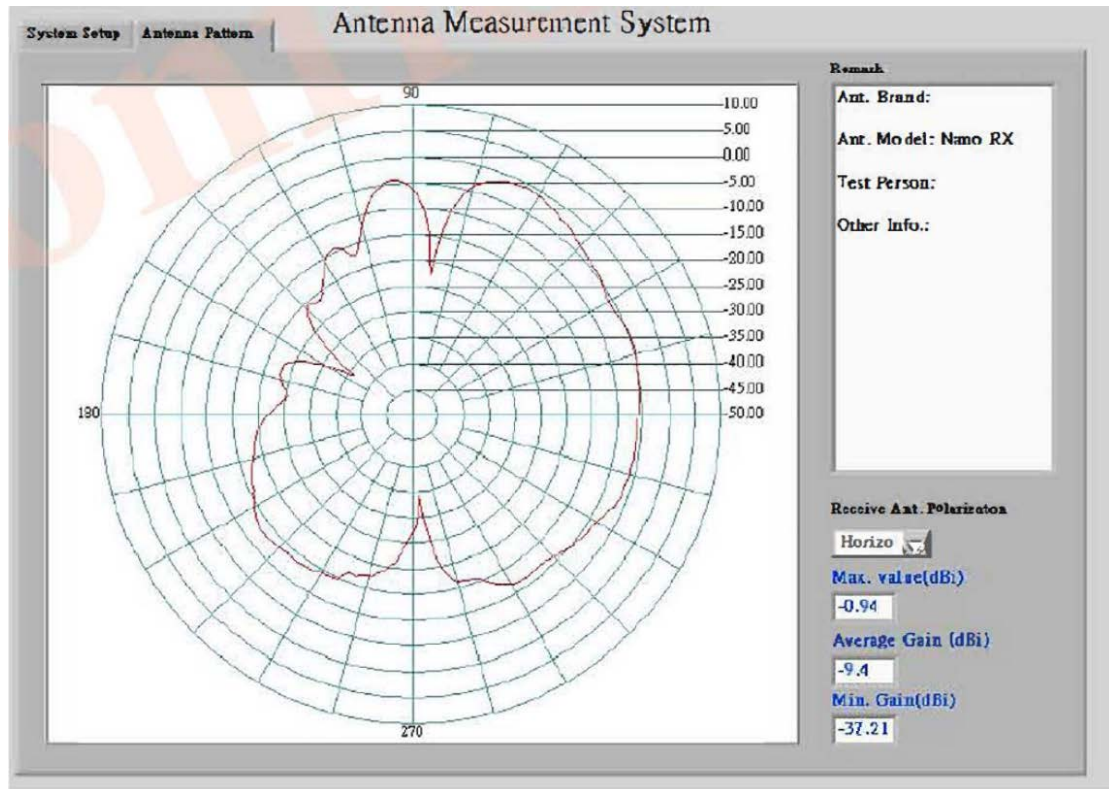 Antenna Measurement System
System Setup
Antenna Pattern
90
10.00
5.00
0.00
-5.00
-10.00
-15.00
-20.00
-25.00
-30.00
-35.00
-40.00
-45.00
-50.00
180
270
Remark
Ant. Brand:
Ant. Model: Nano RX
Test Person:
Other Info.:
Receive Ant. Polarizaton
Horizo
Max. value(dBi)
-0.94
Average Gain (dBi)
-9.4
Min. Gain(dBi)
-37.21